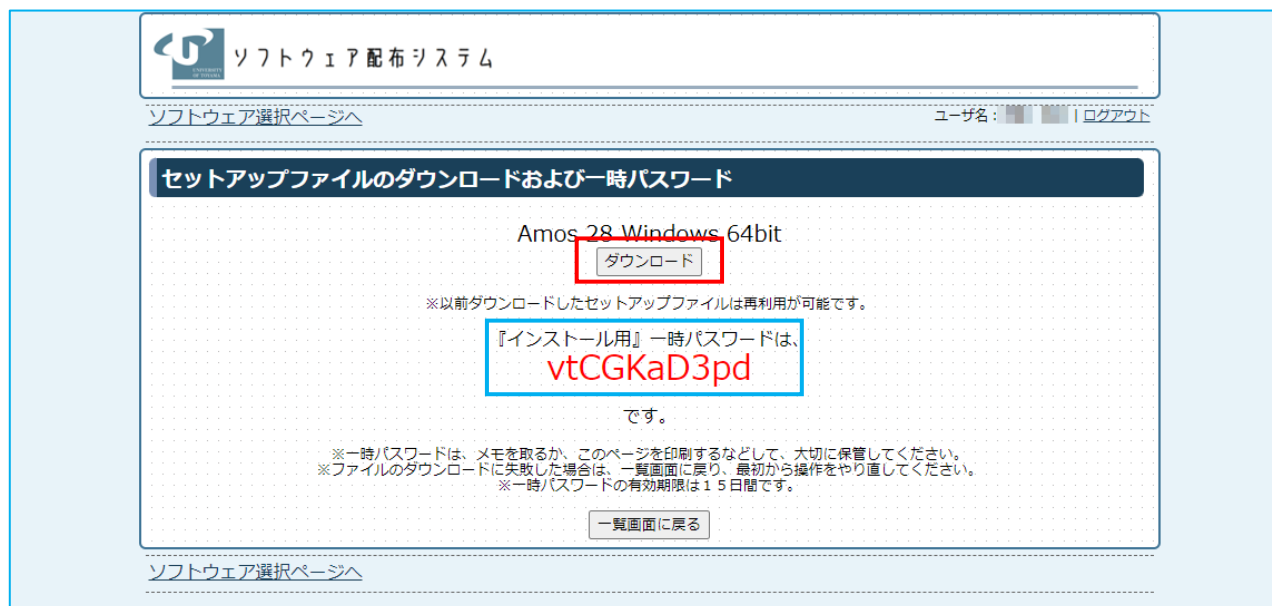 UNIVERSITY
OF TOYAMA
ソフトウェア配布システム
ソフトウェア選択ページへ
ユーザ名: | ログアウト
セットアップファイルのダウンロードおよび一時パスワード
Amos 28 Windows 64bit
ダウンロード
※以前ダウンロードしたセットアップファイルは再利用が可能です。
『インストール用』一時パスワードは、
vtCGKaD3pd
です。
※一時パスワードは、メモを取るか、このページを印刷するなどして、大切に保管してください。
※ファイルのダウンロードに失敗した場合は、一覧画面に戻り、最初から操作をやり直してください。
※一時パスワードの有効期限は１５日間です。
一覧画面に戻る
ソフトウェア選択ページへ